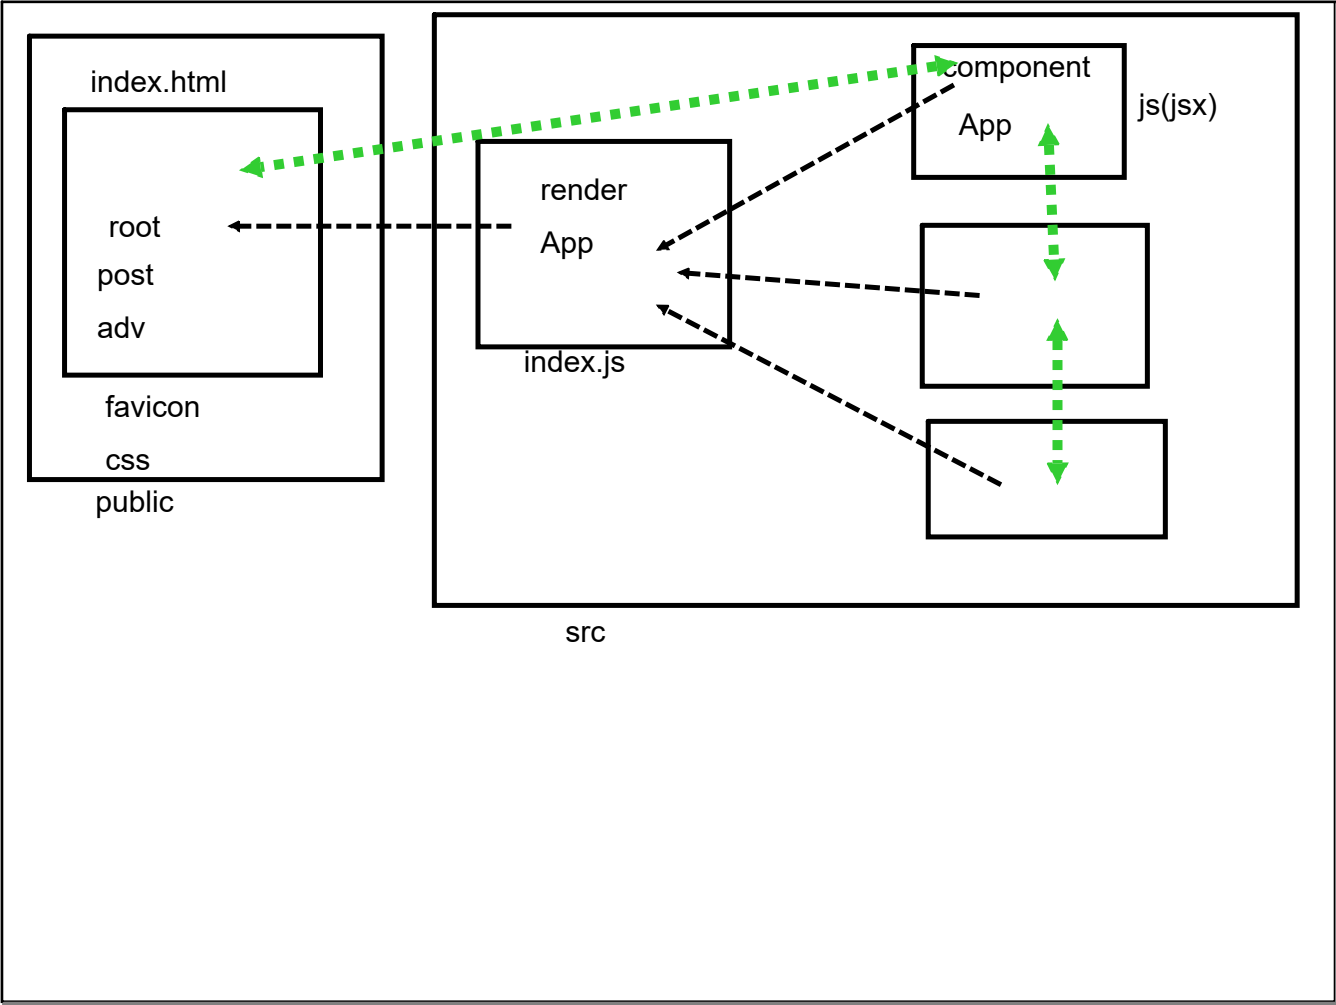 index.html
root
post
adv
favicon
css
public
render
App
index.js
component
App
js(jsx)
src